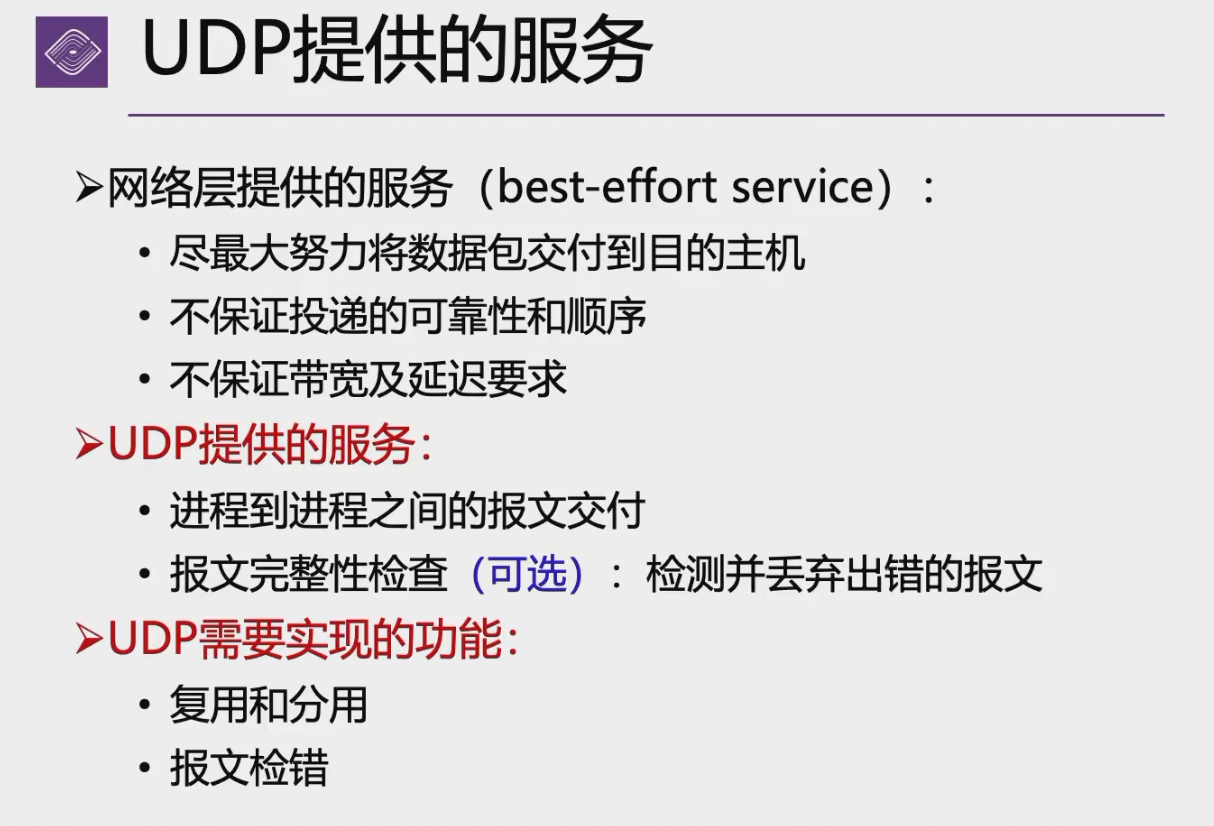 UDP提供的服务
➢网络层提供的服务（best-effort service）：
• 尽最大努力将数据包交付到目的主机
• 不保证投递的可靠性和顺序
• 不保证带宽及延迟要求
➢UDP提供的服务：
• 进程到进程之间的报文交付
• 报文完整性检查（可选）：检测并丢弃出错的报文
➢UDP需要实现的功能：
• 复用和分用
• 报文检错